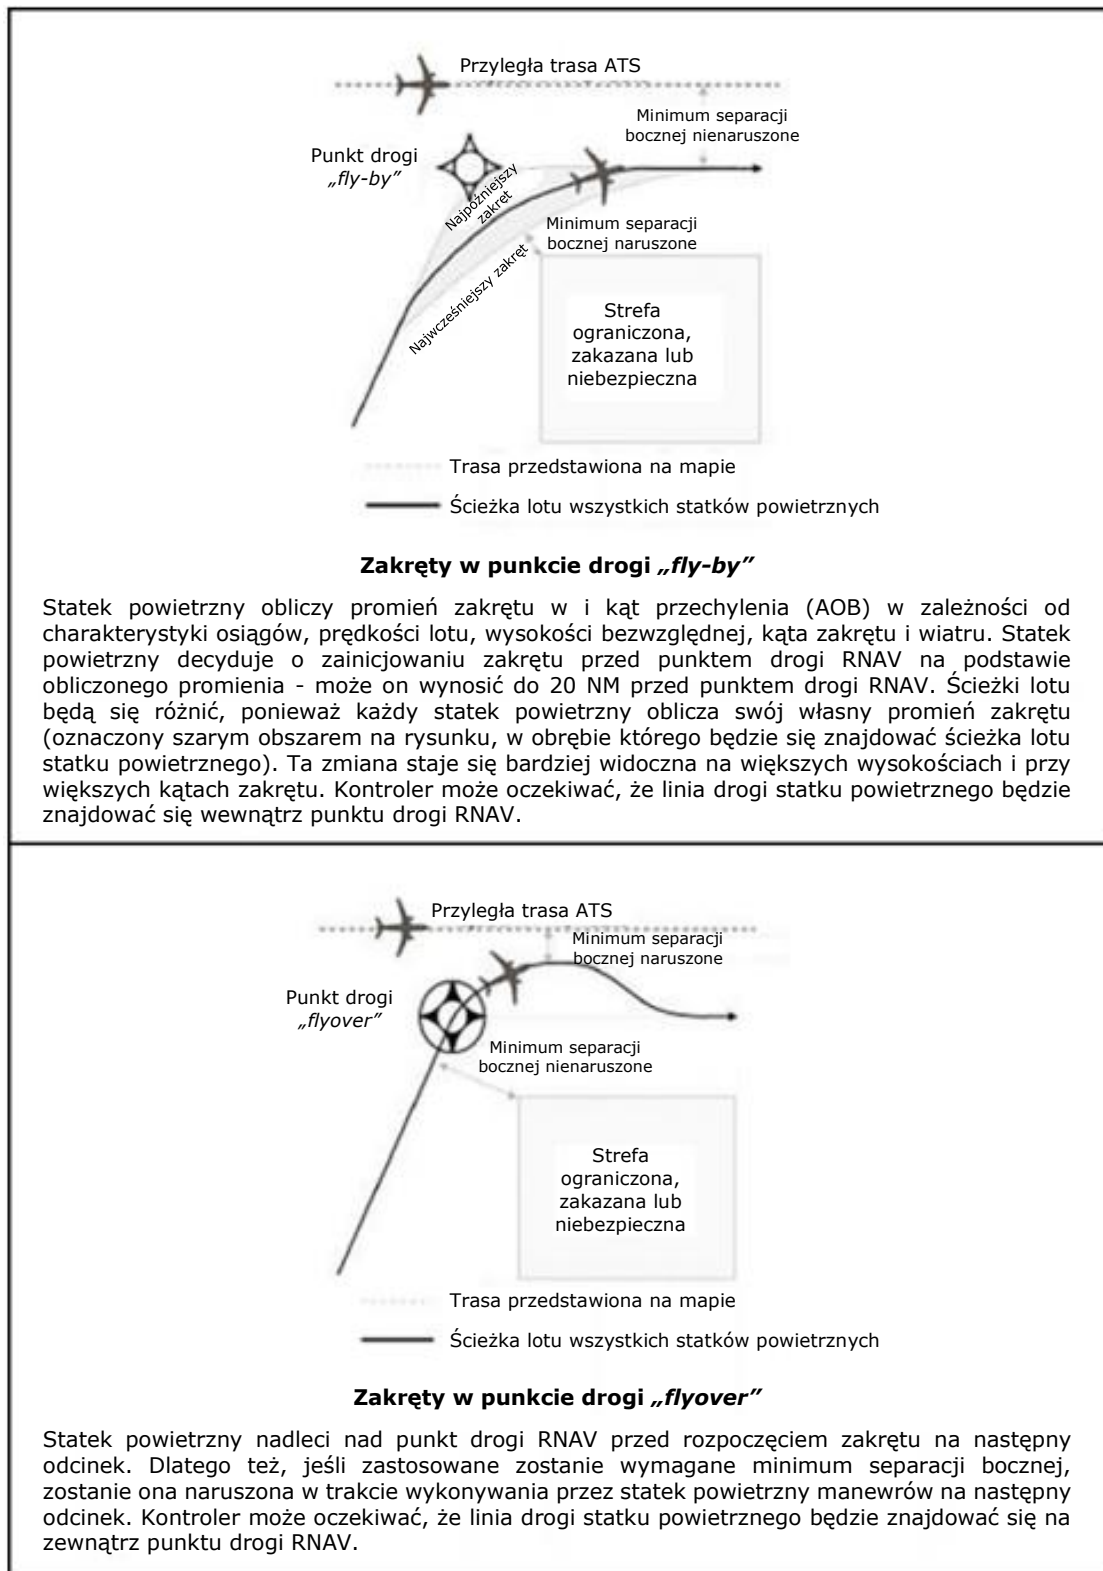 Przyległa trasa ATS
Minimum separacji
bocznej nienaruszone
Punkt drogi
„fly-by”
Najpóźniejszy
zakręt
Minimum separacji
bocznej naruszone
Najwcześniejszy zakręt
Strefa
ograniczona,
zakazana lub
niebezpieczna
Trasa przedstawiona na mapie
Ścieżka lotu wszystkich statków powietrznych
Zakręty w punkcie drogi „fly-by”
Statek powietrzny obliczy promień zakrętu w i kąt przechylenia (AOB) w zależności od
charakterystyki osiągów, prędkości lotu, wysokości bezwzględnej, kąta zakrętu i wiatru. Statek
powietrzny decyduje o zainicjowaniu zakrętu przed punktem drogi RNAV na podstawie
obliczonego promienia - może on wynosić do 20 NM przed punktem drogi RNAV. Ścieżki lotu
będą się różnić, ponieważ każdy statek powietrzny oblicza swój własny promień zakrętu
(oznaczony szarym obszarem na rysunku, w obrębie którego będzie się znajdować ścieżka lotu
statku powietrznego). Ta zmiana staje się bardziej widoczna na większych wysokościach i przy
większych kątach zakrętu. Kontroler może oczekiwać, że linia drogi statku powietrznego będzie
znajdować się wewnątrz punktu drogi RNAV.
Przyległa trasa ATS
Minimum separacji
bocznej naruszone
Punkt drogi
„flyover”
Minimum separacji
bocznej nienaruszone
Strefa
ograniczona,
zakazana lub
niebezpieczna
Trasa przedstawiona na mapie
Ścieżka lotu wszystkich statków powietrznych
Zakręty w punkcie drogi „flyover”
Statek powietrzny nadleci nad punkt drogi RNAV przed rozpoczęciem zakrętu na następny
odcinek. Dlatego też, jeśli zastosowane zostanie wymagane minimum separacji bocznej,
zostanie ona naruszona w trakcie wykonywania przez statek powietrzny manewrów na następny
odcinek. Kontroler może oczekiwać, że linia drogi statku powietrznego będzie znajdować się na
zewnątrz punktu drogi RNAV.